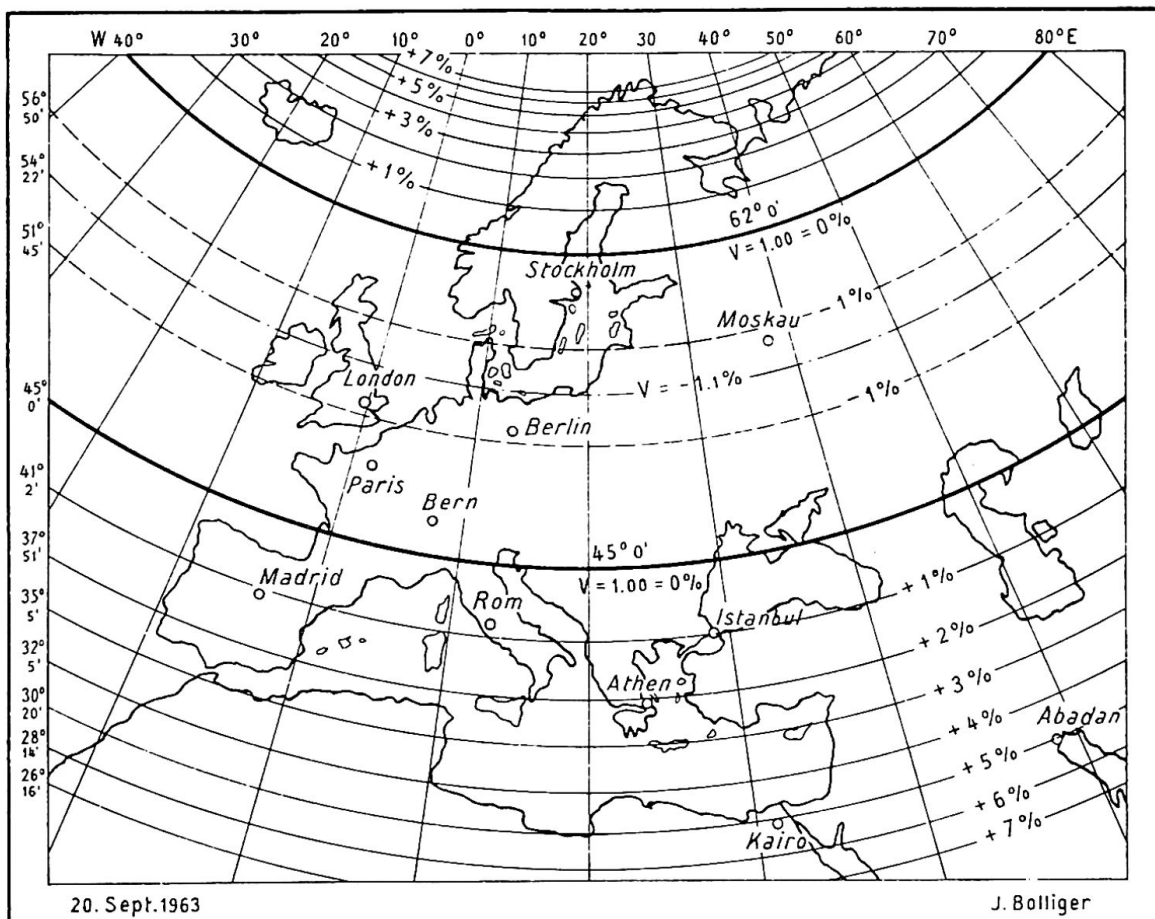 W 40° 30° 20° 10° 0° 10° 20° 30° 40° 50° 60° 70° 80° E
+7%
+5%
+3%
+1%
56° 50'
54° 22'
51° 45'
45° 0'
41° 2'
37° 51'
35° 5'
32° 5'
30° 20'
28° 14'
26° 16'
62° 0'
V = 1.00 = 0%
Stockholm
Moskau
-1%
London
V = -1.1%
-1%
Berlin
Paris
Bern
45° 0'
V = 1.00 = 0%
Madrid
Rom
Istanbul
Athen
+1%
+2%
+3%
+4%
Abadan
+5%
+6%
+7%
Kairo
20. Sept. 1963
J. Bolliger